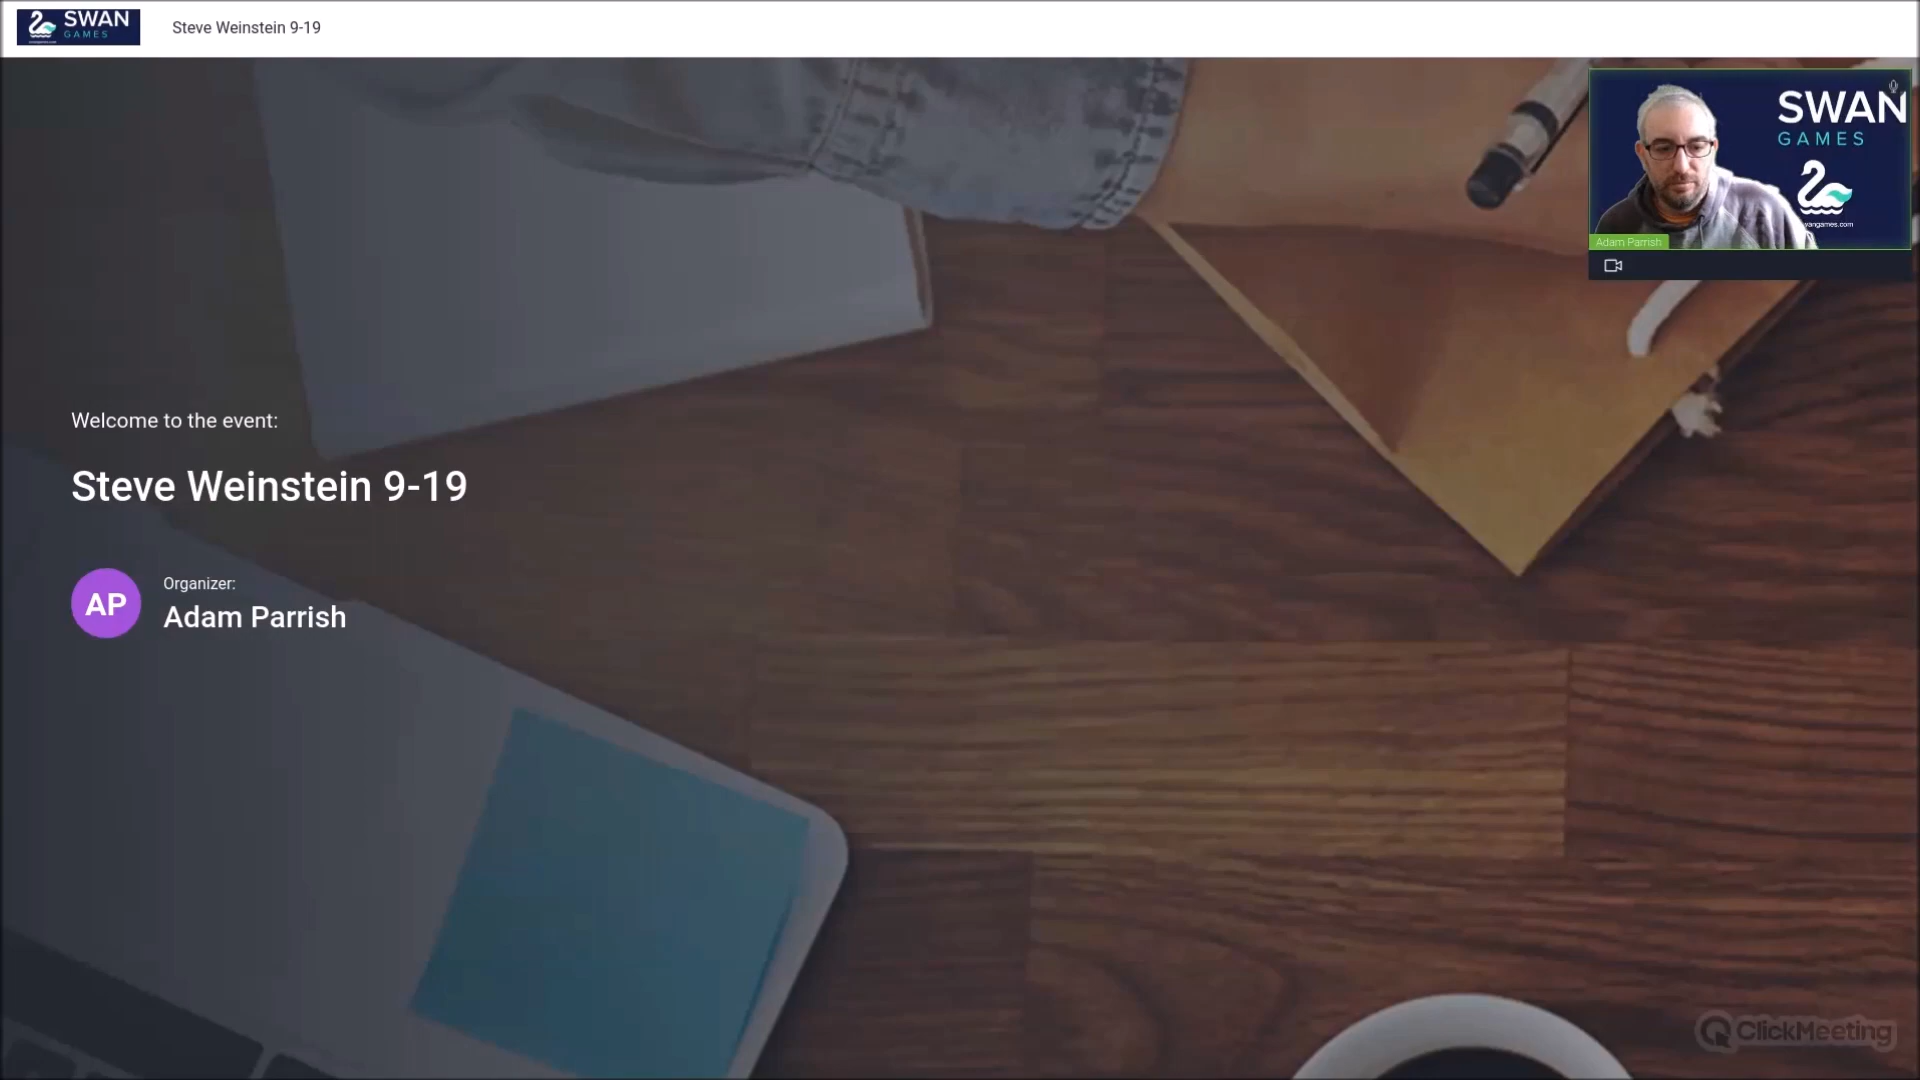 SWAN
GAMES
Steve Weinstein 9-19
SWAN
GAMES
Adam Parrish
Welcome to the event:
Steve Weinstein 9-19
AP
Organizer:
Adam Parrish
ClickMeeting